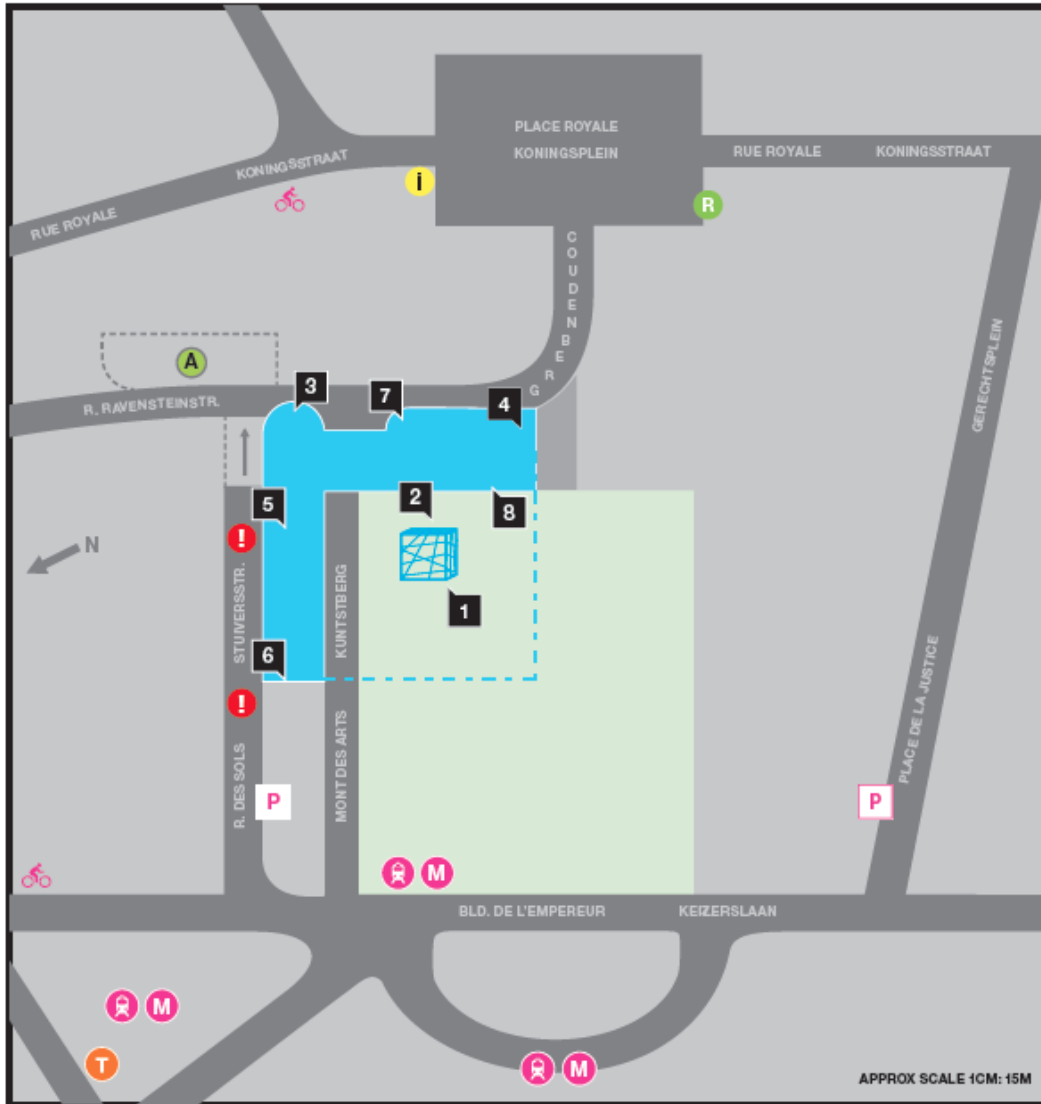 PLACE ROYALE
KONINGSPLEIN
RUE ROYALE KONINGSSTRAAT
KONINGSSTRAAT
RUE ROYALE
i
R
COUDENBERG
A
R. RAVENSTEINSTR.
3
7
4
GERECHTSPLEIN
PLACE DE LA JUSTICE
5
2
8
!
N
STUIVERSSTR.
KUNTSTBERG
1
6
!
R. DES SOLS
MONT DES ARTS
P
P
M
BLD. DE L'EMPEREUR KEIZERSLAAN
M
T
M
APPROX SCALE 1CM: 15M